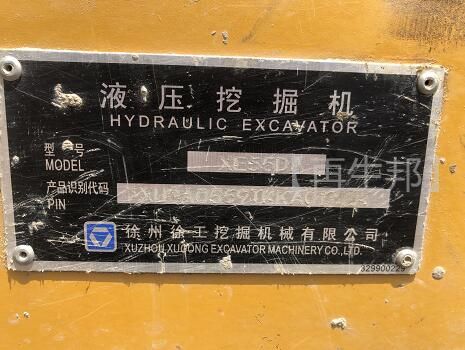 液压挖掘机
HYDRAULIC EXCAVATOR
型号
MODEL
产品识别代码
PIN
徐州徐工挖掘机械有限公司
XUZHOU XUGONG EXCAVATOR MACHINERY CO.,LTD.
329900229
【再生邦】